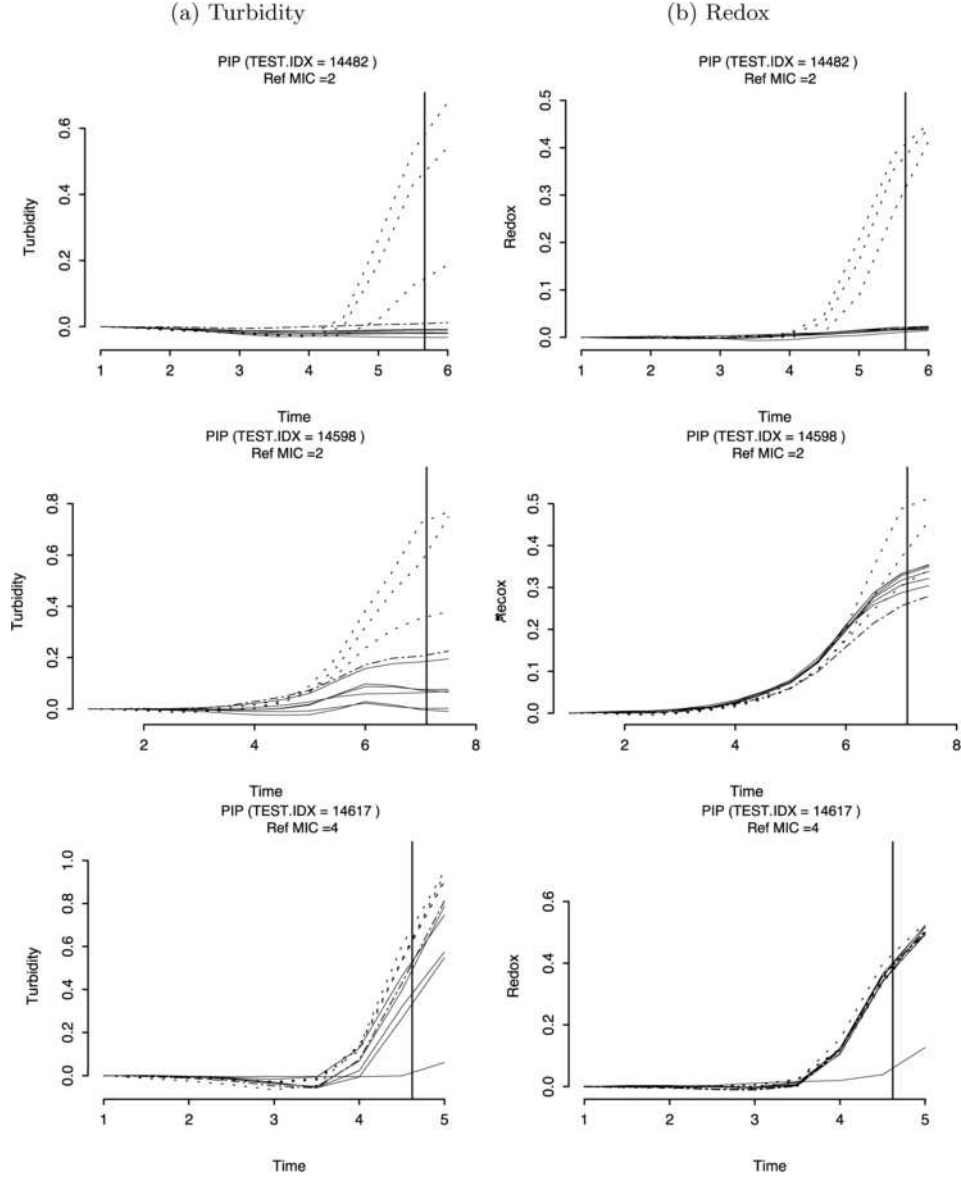 (a) Turbidity
(b) Redox
PIP (TEST.IDX = 14482 )
Ref MIC =2
Turbidity
0.0 0.2 0.4 0.6
1 2 3 4 5 6
Time
PIP (TEST.IDX = 14482 )
Ref MIC =2
Redox
0.0 0.1 0.2 0.3 0.4 0.5
1 2 3 4 5 6
Time
PIP (TEST.IDX = 14598 )
Ref MIC =2
Turbidity
0.0 0.2 0.4 0.6 0.8
2 4 6 8
Time
PIP (TEST.IDX = 14598 )
Ref MIC =2
Redox
0.0 0.1 0.2 0.3 0.4 0.5
2 4 6 8
Time
PIP (TEST.IDX = 14617 )
Ref MIC =4
Turbidity
0.0 0.2 0.4 0.6 0.8 1.0
1 2 3 4 5
Time
PIP (TEST.IDX = 14617 )
Ref MIC =4
Redox
0.0 0.2 0.4 0.6
1 2 3 4 5
Time